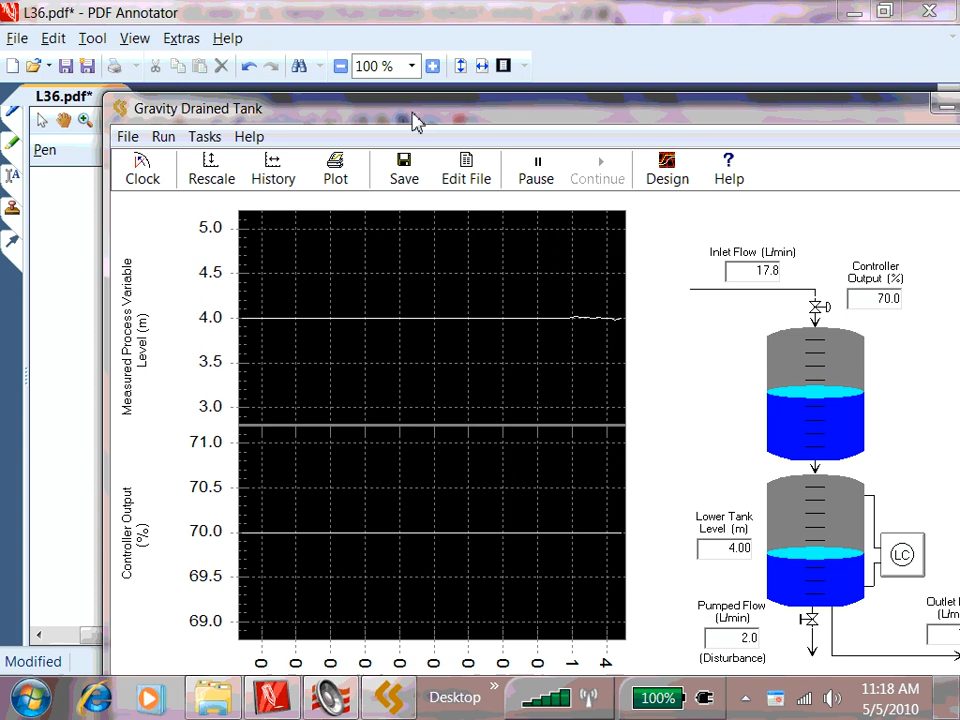 L36.pdf* - PDF Annotator
File Edit Tool View Extras Help
100 %
L36.pdf*
Pen
Gravity Drained Tank
File Run Tasks Help
Clock Rescale History Plot Save Edit File Pause Continue Design Help
Measured Process Variable
Level (m)
5.0
4.5
4.0
3.5
3.0
Controller Output
(%)
71.0
70.5
70.0
69.5
69.0
0 0 0 0 0 0 0 0 0 1 4
Inlet Flow (L/min)
17.8
Controller
Output (%)
70.0
Lower Tank
Level (m)
4.00
LC
Pumped Flow
(L/min)
2.0
(Disturbance)
Outlet
(L/m
Modified
Desktop
100%
11:18 AM
5/5/2010